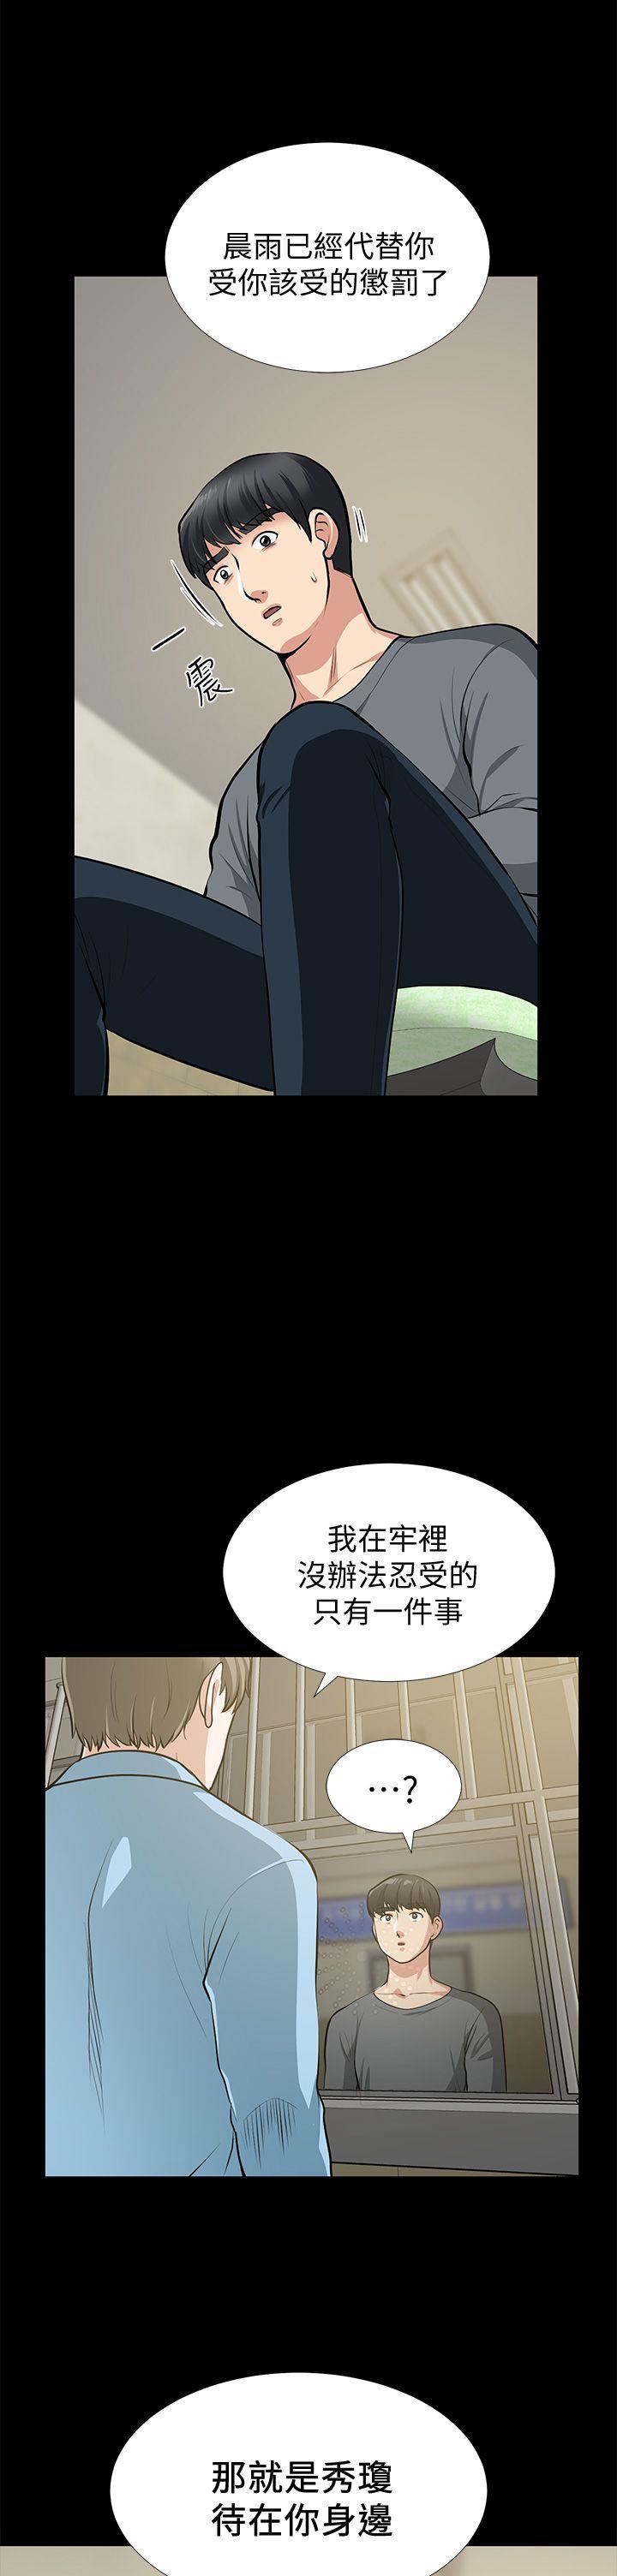 晨雨已經代替你
受你該受的懲罰了
一震
我在牢裡
沒辦法忍受的
只有一件事
…?
那就是秀瓊
待在你身邊